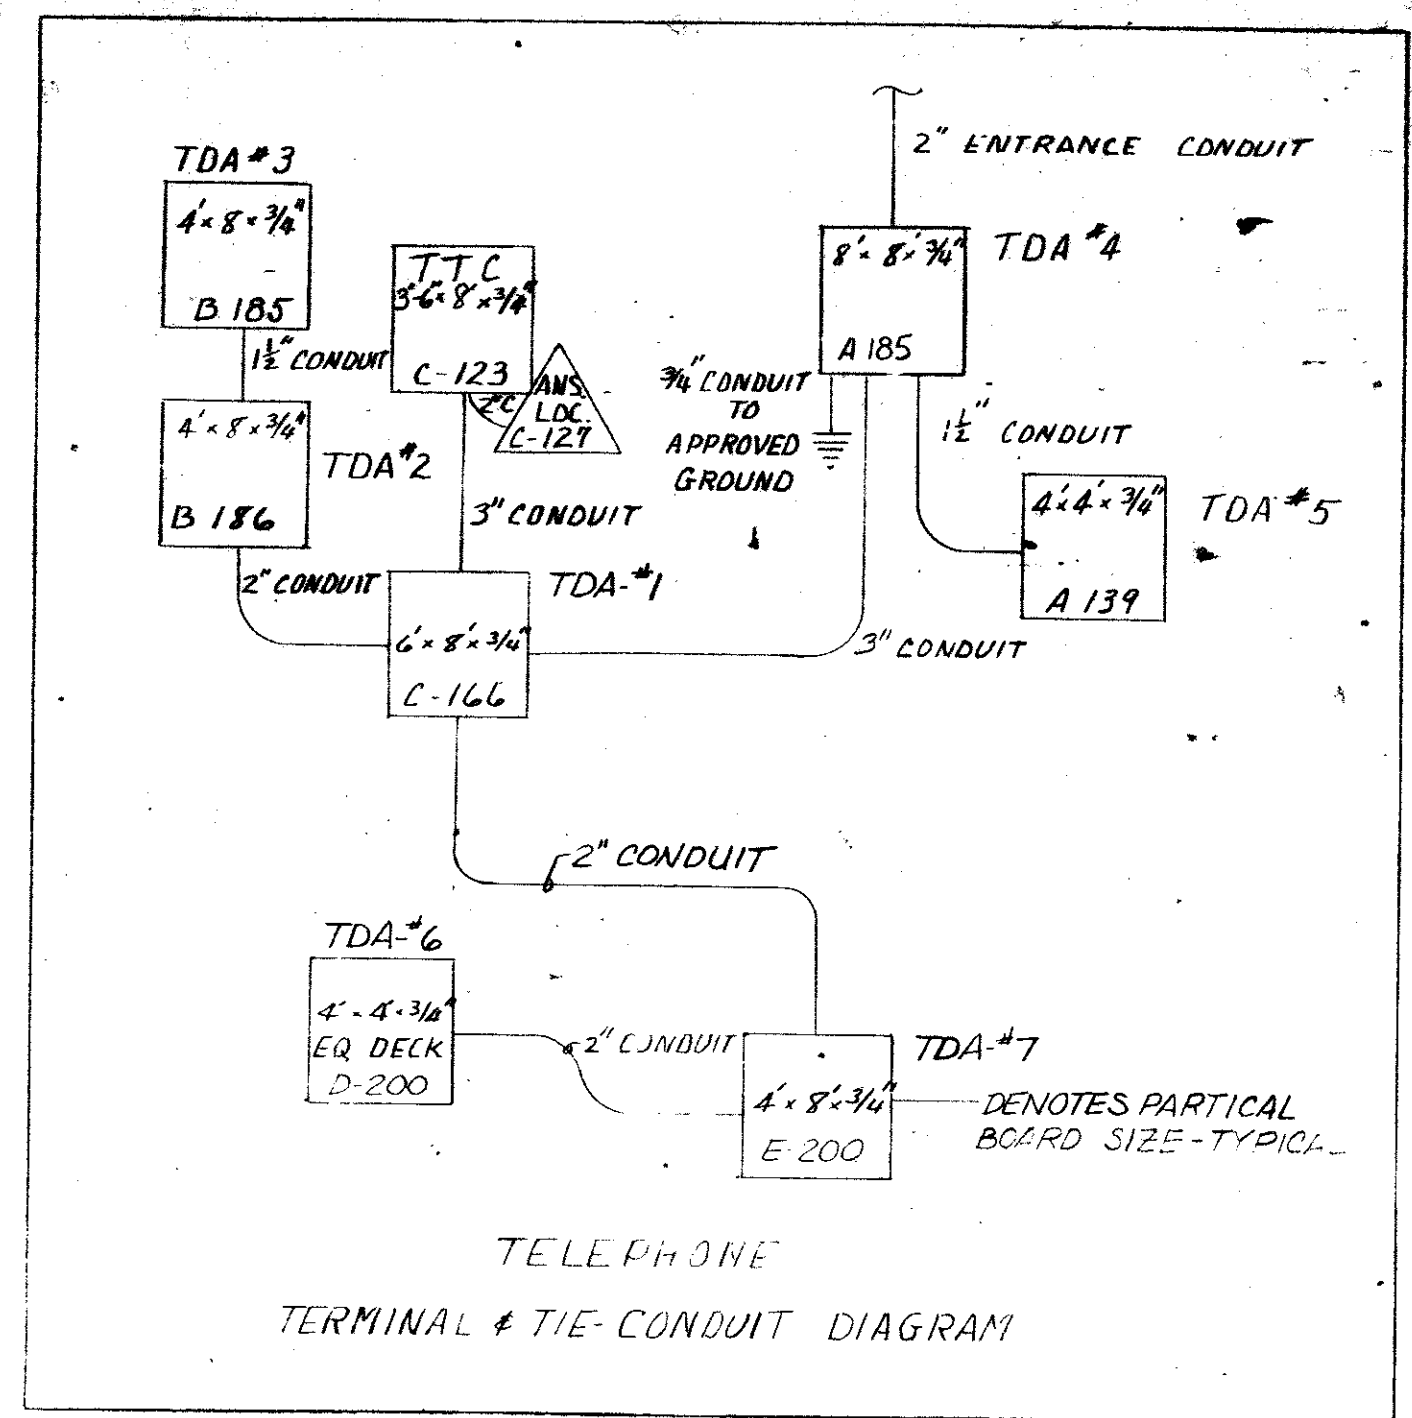 2" ENTRANCE CONDUIT
TDA #3
4' x 8 x 3/4"
B 185
1 1/2" CONDUIT
TTC
3'-6" x 8' x 3/4"
C-123
2" C
ANS.
LOC.
C-127
8' x 8' x 3/4"
A 185
TDA #4
3/4" CONDUIT
TO
APPROVED
GROUND
1 1/2" CONDUIT
4' x 8 x 3/4"
B 186
TDA #2
3" CONDUIT
4' x 4' x 3/4"
A 139
TDA #5
2" CONDUIT
TDA-#1
6' x 8' x 3/4"
C-166
3" CONDUIT
2" CONDUIT
TDA-#6
4' x 4' x 3/4"
EQ DECK
D-200
2" CONDUIT
TDA-#7
4' x 8' x 3/4"
E-200
DENOTES PARTICAL
BOARD SIZE-TYPICAL
TELEPHONE
TERMINAL & TIE-CONDUIT DIAGRAM